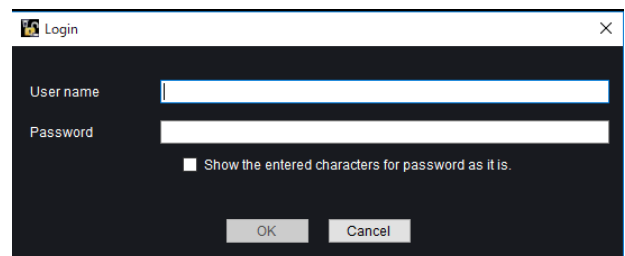 Login
User name
Password
Show the entered characters for password as it is.
OK Cancel